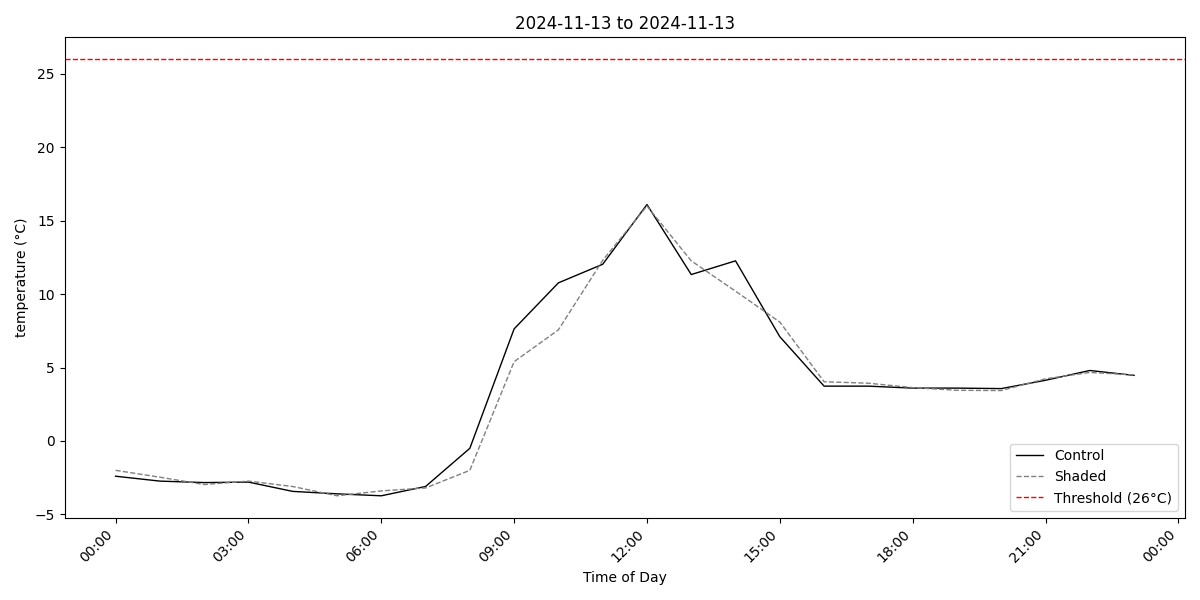 2024-11-13 to 2024-11-13
temperature (°C)
25
20
15
10
5
0
−5
Control
Shaded
Threshold (26°C)
00:00
03:00
06:00
09:00
12:00
15:00
18:00
21:00
00:00
Time of Day